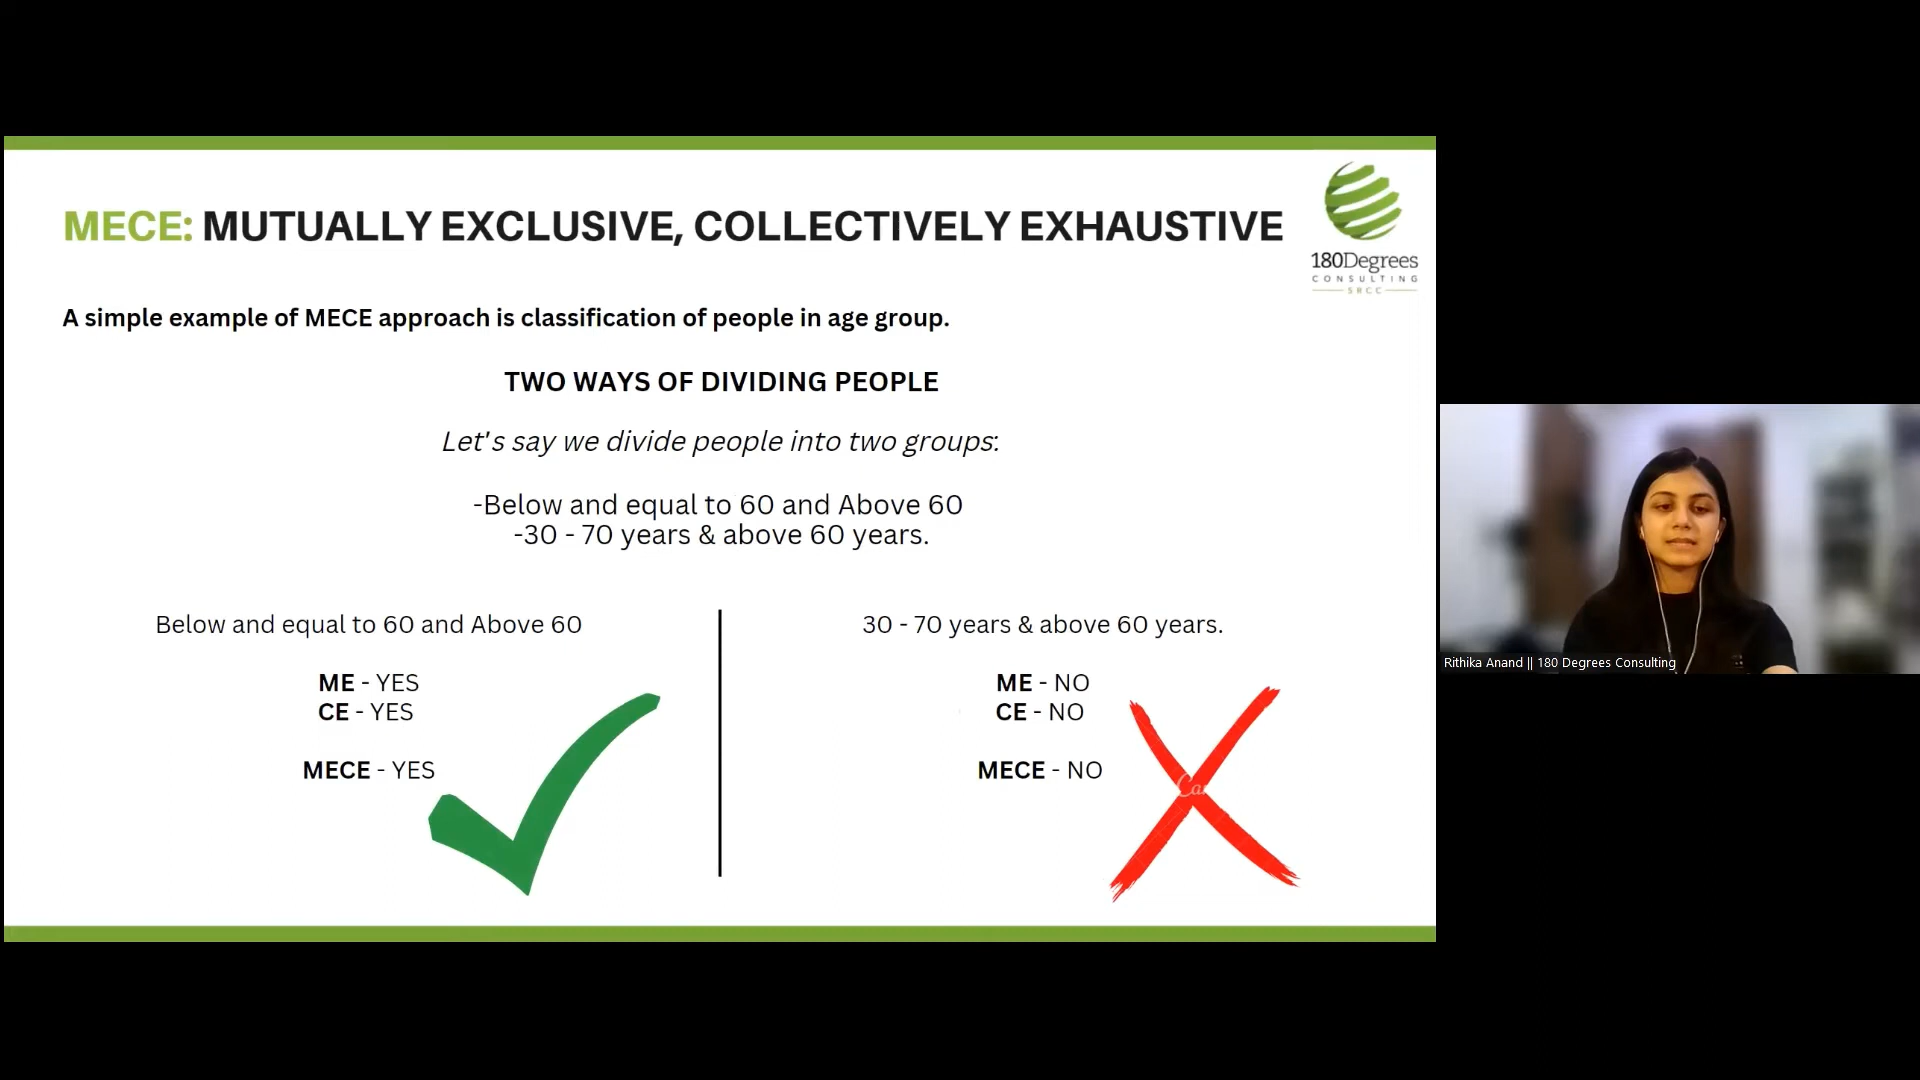 MECE: MUTUALLY EXCLUSIVE, COLLECTIVELY EXHAUSTIVE
180Degrees
CONSULTING
SRCC
A simple example of MECE approach is classification of people in age group.
TWO WAYS OF DIVIDING PEOPLE
Let's say we divide people into two groups:
-Below and equal to 60 and Above 60
-30 - 70 years & above 60 years.
Below and equal to 60 and Above 60
ME - YES
CE - YES
MECE - YES
30 - 70 years & above 60 years.
ME - NO
CE - NO
MECE - NO
Rithika Anand || 180 Degrees Consulting